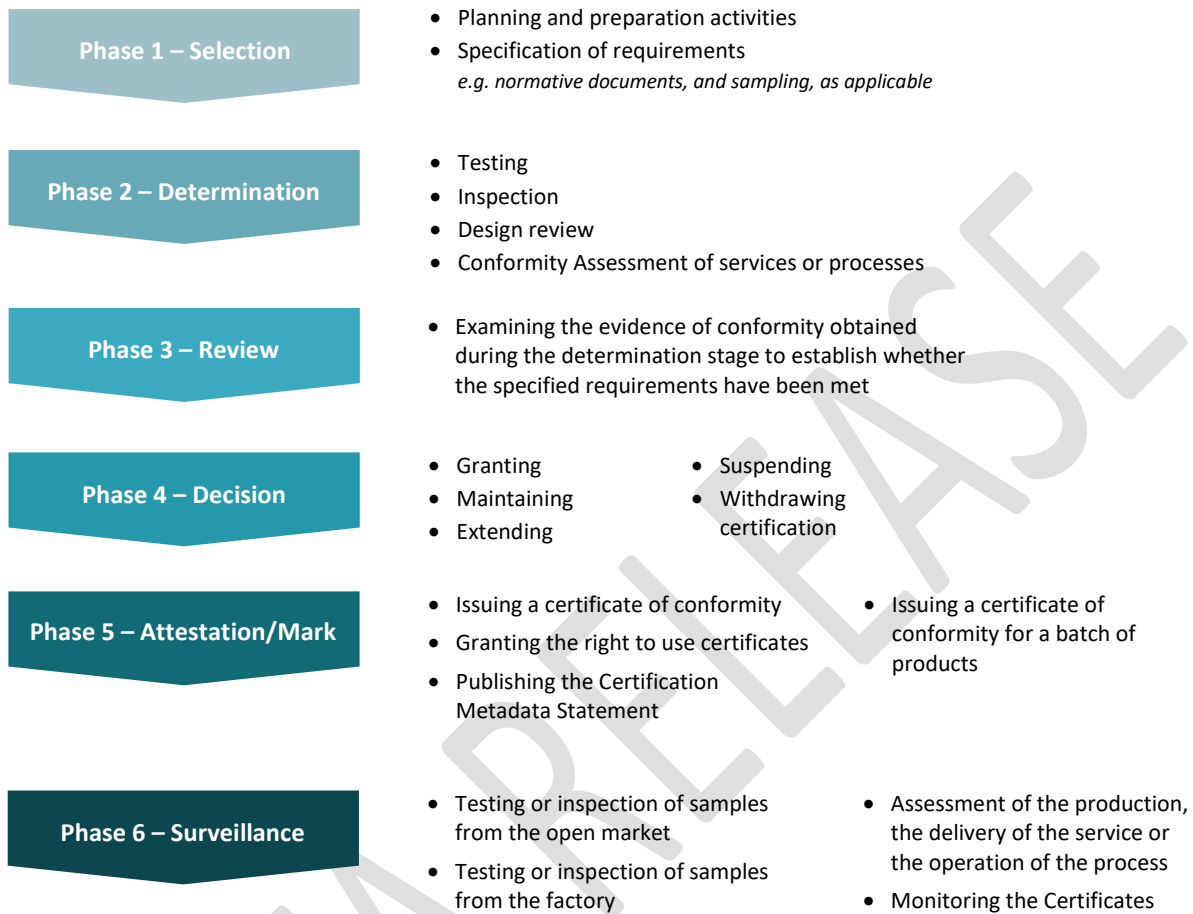 Phase 1 – Selection
• Planning and preparation activities
• Specification of requirements
e.g. normative documents, and sampling, as applicable
Phase 2 – Determination
• Testing
• Inspection
• Design review
• Conformity Assessment of services or processes
Phase 3 – Review
• Examining the evidence of conformity obtained
during the determination stage to establish whether
the specified requirements have been met
Phase 4 – Decision
• Granting
• Maintaining
• Extending
• Suspending
• Withdrawing
certification
Phase 5 – Attestation/Mark
• Issuing a certificate of conformity
• Granting the right to use certificates
• Publishing the Certification
Metadata Statement
• Issuing a certificate of
conformity for a batch of
products
Phase 6 – Surveillance
• Testing or inspection of samples
from the open market
• Testing or inspection of samples
from the factory
• Assessment of the production,
the delivery of the service or
the operation of the process
• Monitoring the Certificates
RELEASE